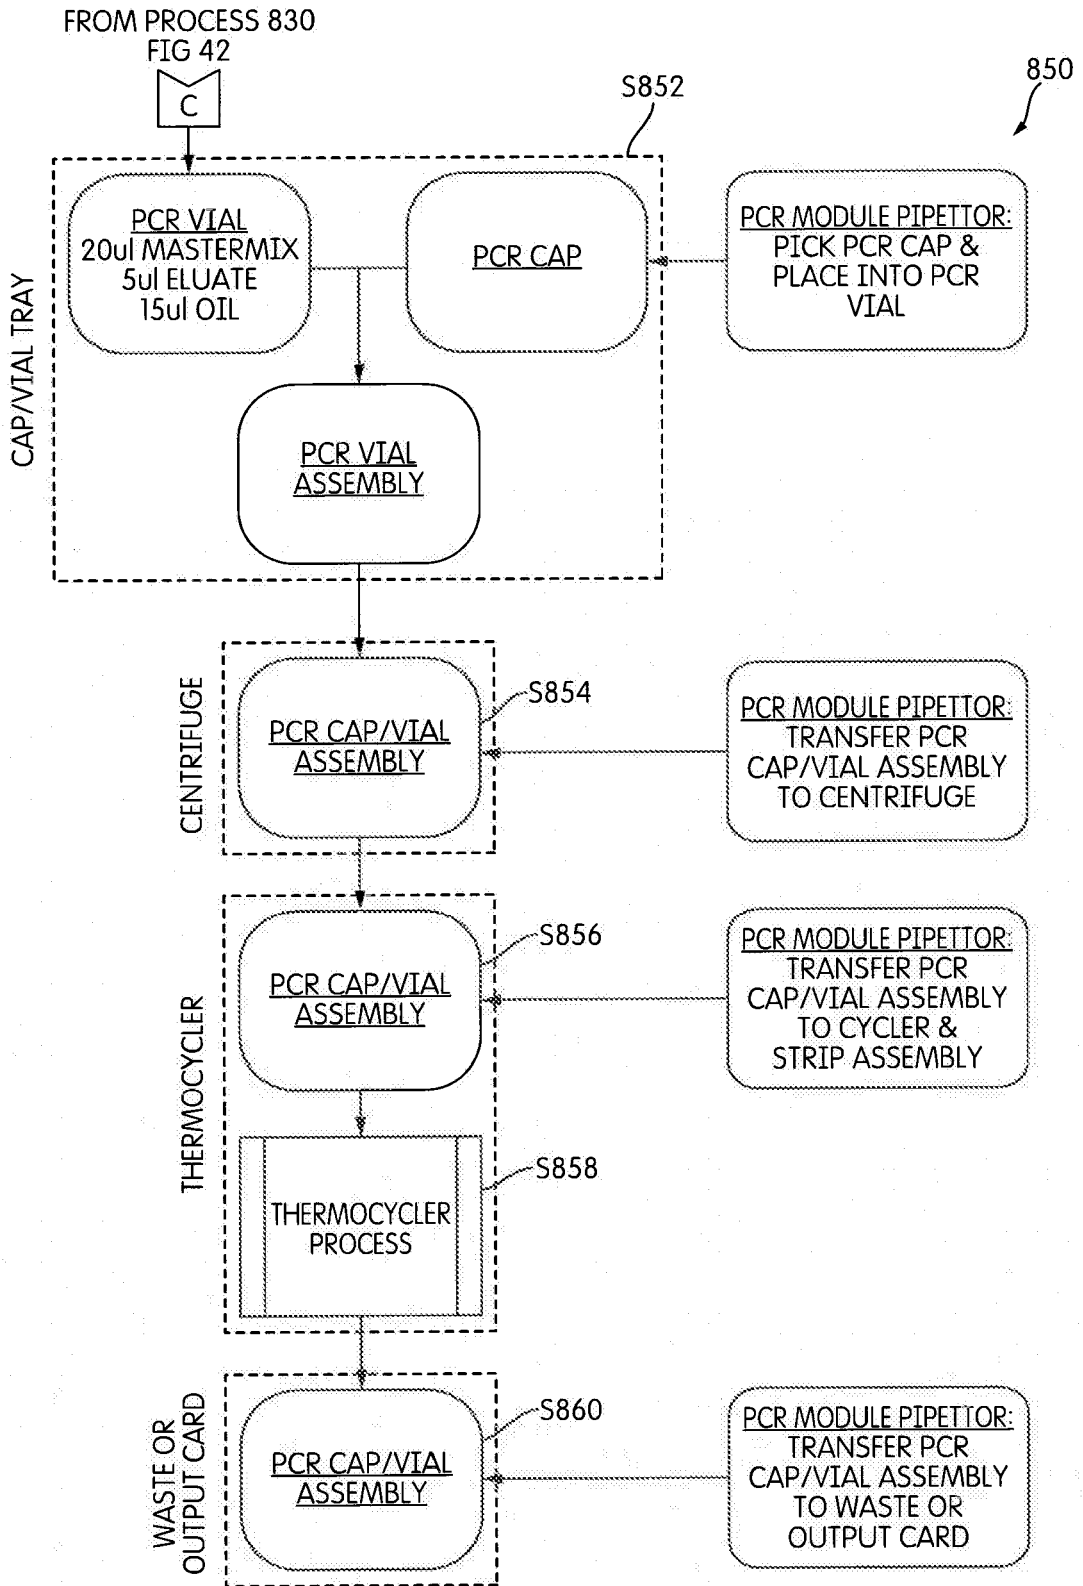 FROM PROCESS 830
FIG 42
C
S852
850
CAP/VIAL TRAY
PCR VIAL
20ul MASTERMIX
5ul ELUATE
15ul OIL
PCR CAP
PCR MODULE PIPETTOR:
PICK PCR CAP &
PLACE INTO PCR
VIAL
PCR VIAL
ASSEMBLY
CENTRIFUGE
S854
PCR CAP/VIAL
ASSEMBLY
PCR MODULE PIPETTOR:
TRANSFER PCR
CAP/VIAL ASSEMBLY
TO CENTRIFUGE
THERMOCYCLER
S856
PCR CAP/VIAL
ASSEMBLY
PCR MODULE PIPETTOR:
TRANSFER PCR
CAP/VIAL ASSEMBLY
TO CYCLER &
STRIP ASSEMBLY
S858
THERMOCYCLER
PROCESS
WASTE OR
OUTPUT CARD
S860
PCR CAP/VIAL
ASSEMBLY
PCR MODULE PIPETTOR:
TRANSFER PCR
CAP/VIAL ASSEMBLY
TO WASTE OR
OUTPUT CARD